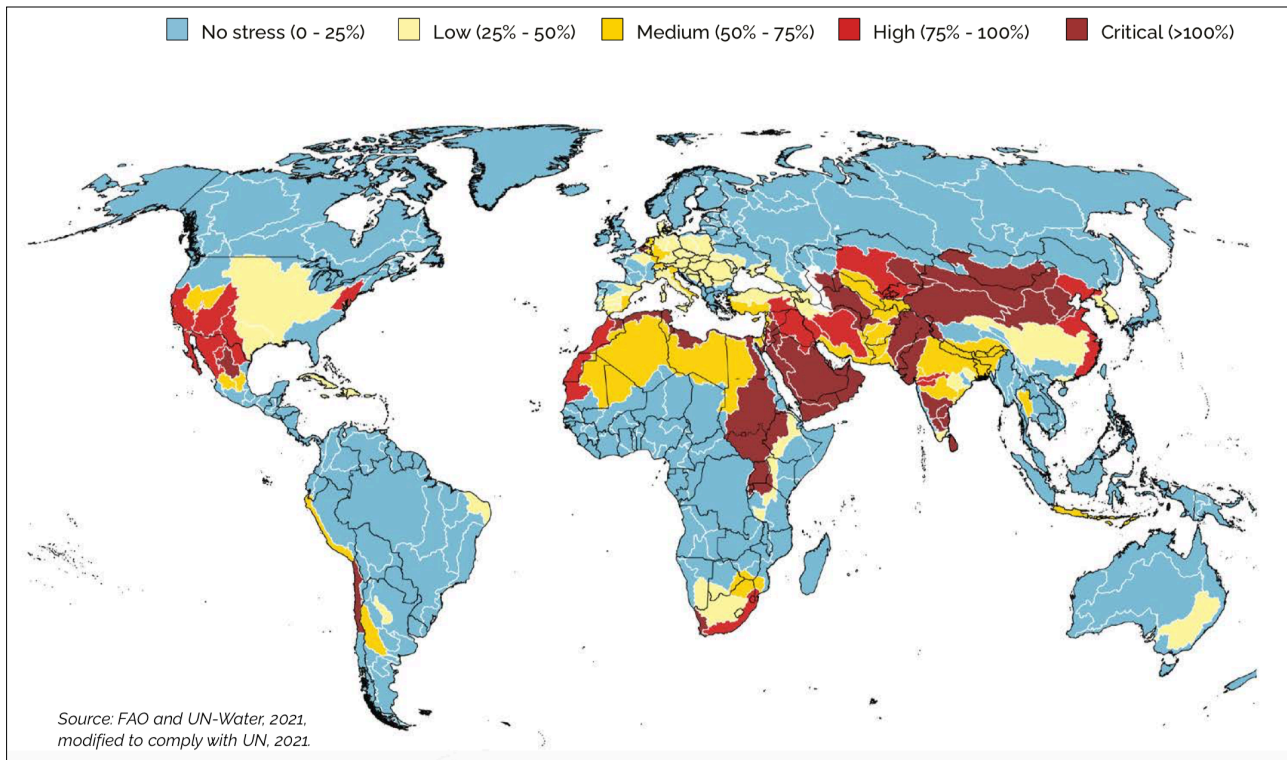 No stress (0 - 25%) Low (25% - 50%) Medium (50% - 75%) High (75% - 100%) Critical (>100%)
Source: FAO and UN-Water, 2021,
modified to comply with UN, 2021.